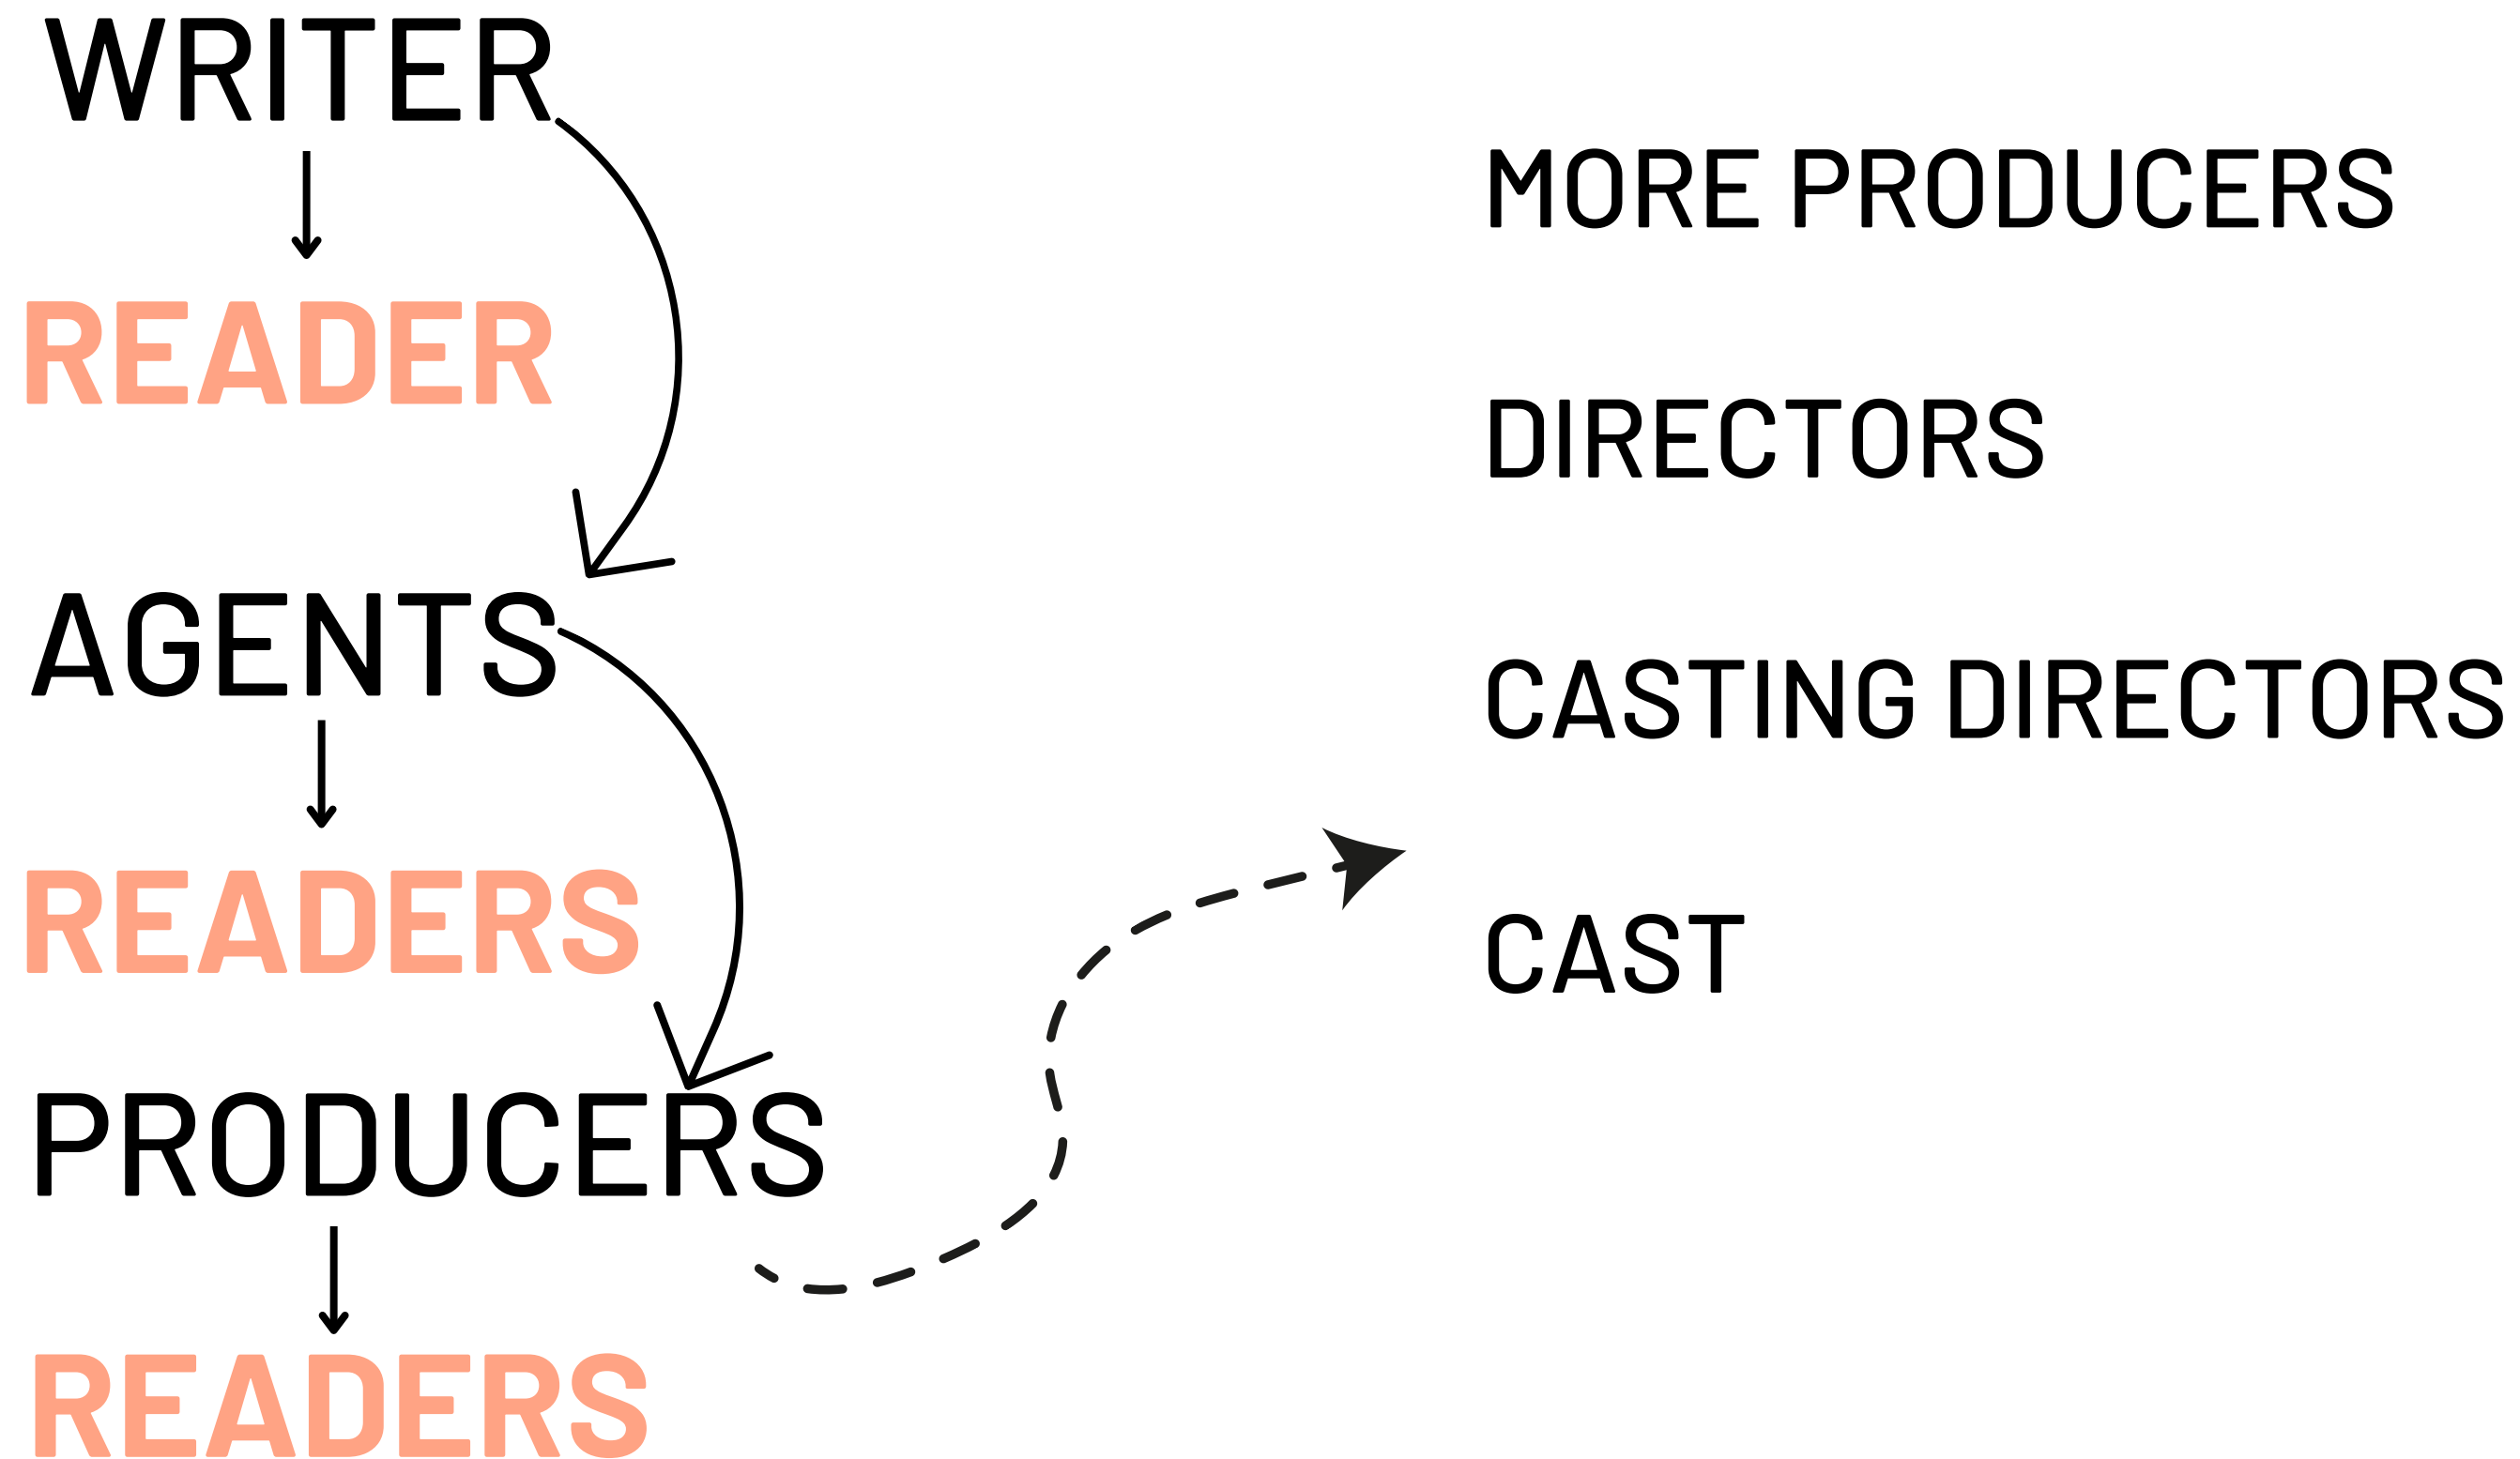 WRITER
READER
AGENTS
READERS
PRODUCERS
READERS
MORE PRODUCERS
DIRECTORS
CASTING DIRECTORS
CAST